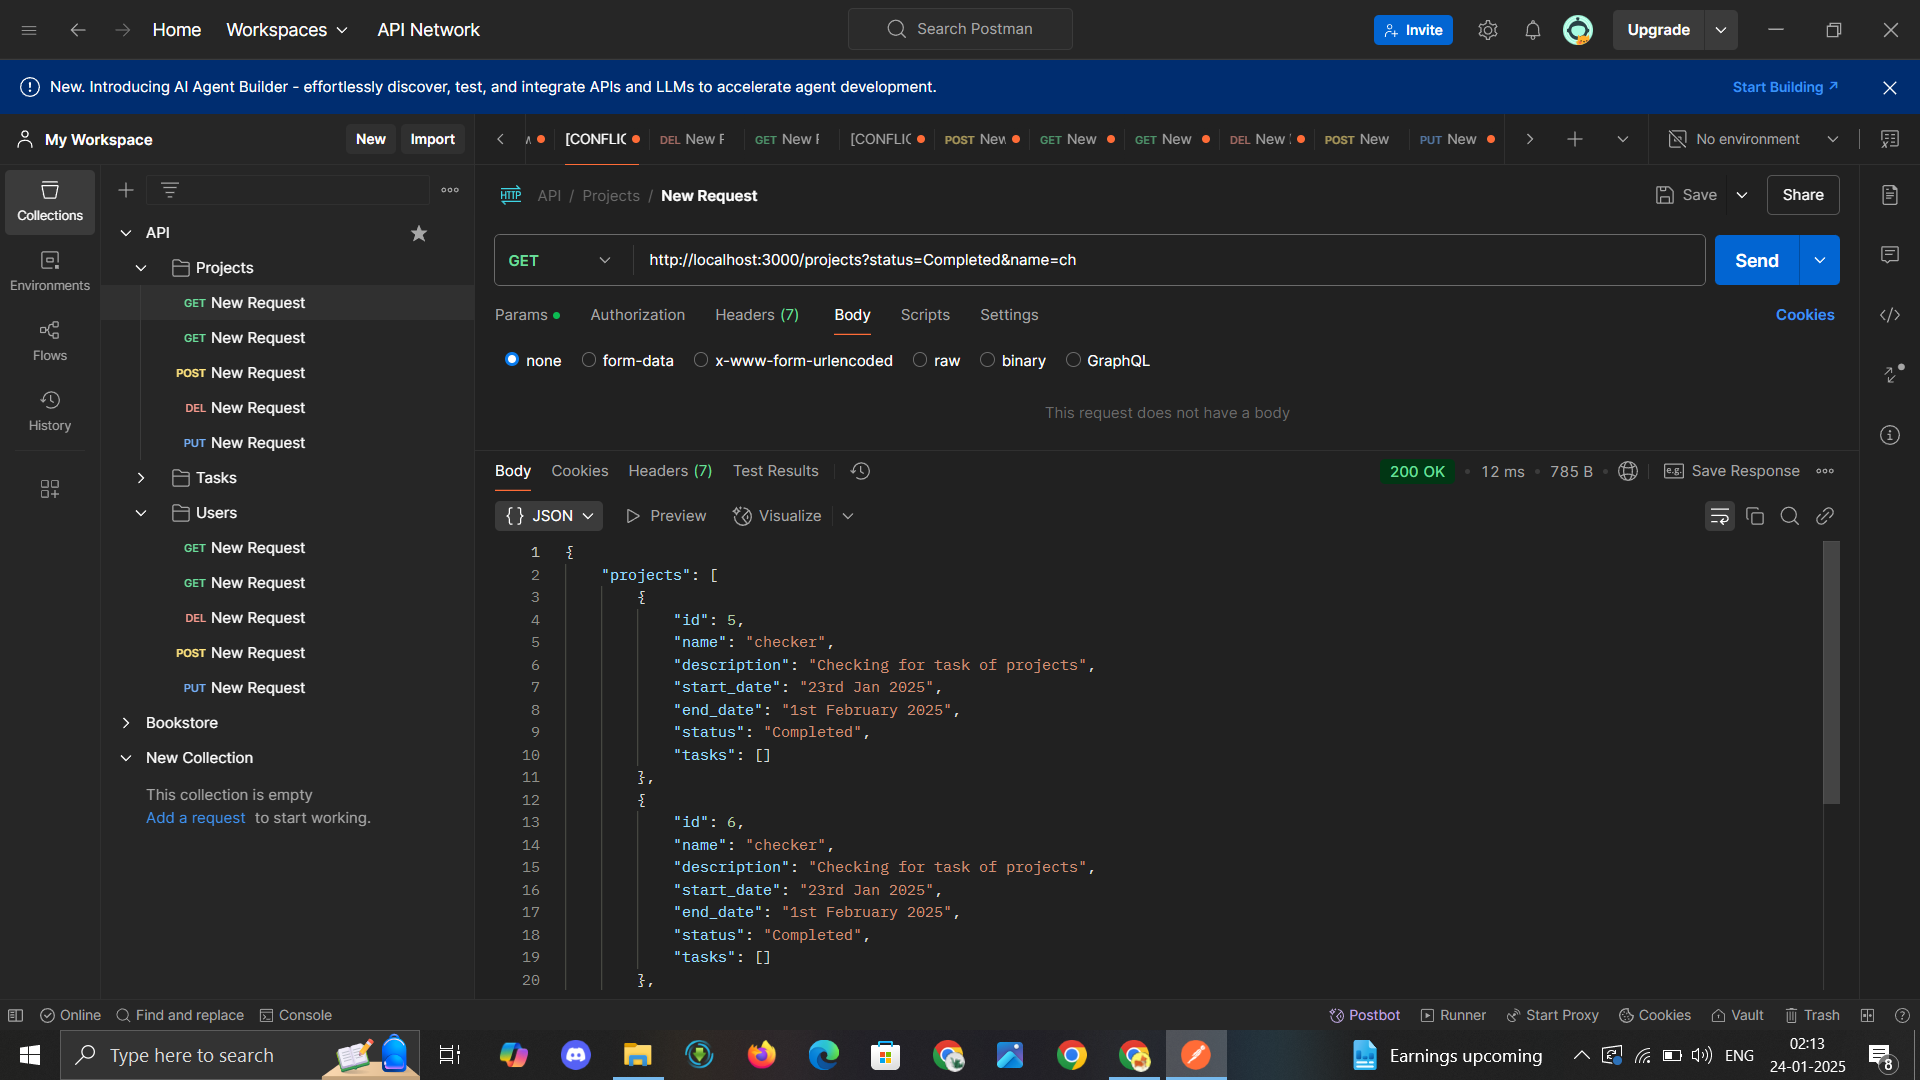 Home Workspaces API Network Search Postman Invite Upgrade
New. Introducing AI Agent Builder - effortlessly discover, test, and integrate APIs and LLMs to accelerate agent development. Start Building
My Workspace New Import [CONFLIC DEL New F GET New F [CONFLIC POST New GET New GET New DEL New POST New PUT New No environment
Collections
Environments
Flows
History
API
Projects
GET New Request
GET New Request
POST New Request
DEL New Request
PUT New Request
Tasks
Users
GET New Request
GET New Request
DEL New Request
POST New Request
PUT New Request
Bookstore
New Collection
This collection is empty
Add a request to start working.
HTTP API / Projects / New Request Save Share
GET http://localhost:3000/projects?status=Completed&name=ch Send
Params Authorization Headers (7) Body Scripts Settings Cookies
none form-data x-www-form-urlencoded raw binary GraphQL
This request does not have a body
Body Cookies Headers (7) Test Results 200 OK 12 ms 785 B e.g. Save Response
{} JSON Preview Visualize
1 {
2 "projects": [
3 {
4 "id": 5,
5 "name": "checker",
6 "description": "Checking for task of projects",
7 "start_date": "23rd Jan 2025",
8 "end_date": "1st February 2025",
9 "status": "Completed",
10 "tasks": []
11 },
12 {
13 "id": 6,
14 "name": "checker",
15 "description": "Checking for task of projects",
16 "start_date": "23rd Jan 2025",
17 "end_date": "1st February 2025",
18 "status": "Completed",
19 "tasks": []
20 },
Online Find and replace Console Postbot Runner Start Proxy Cookies Vault Trash
Type here to search Earnings upcoming ENG 02:13
24-01-2025 8